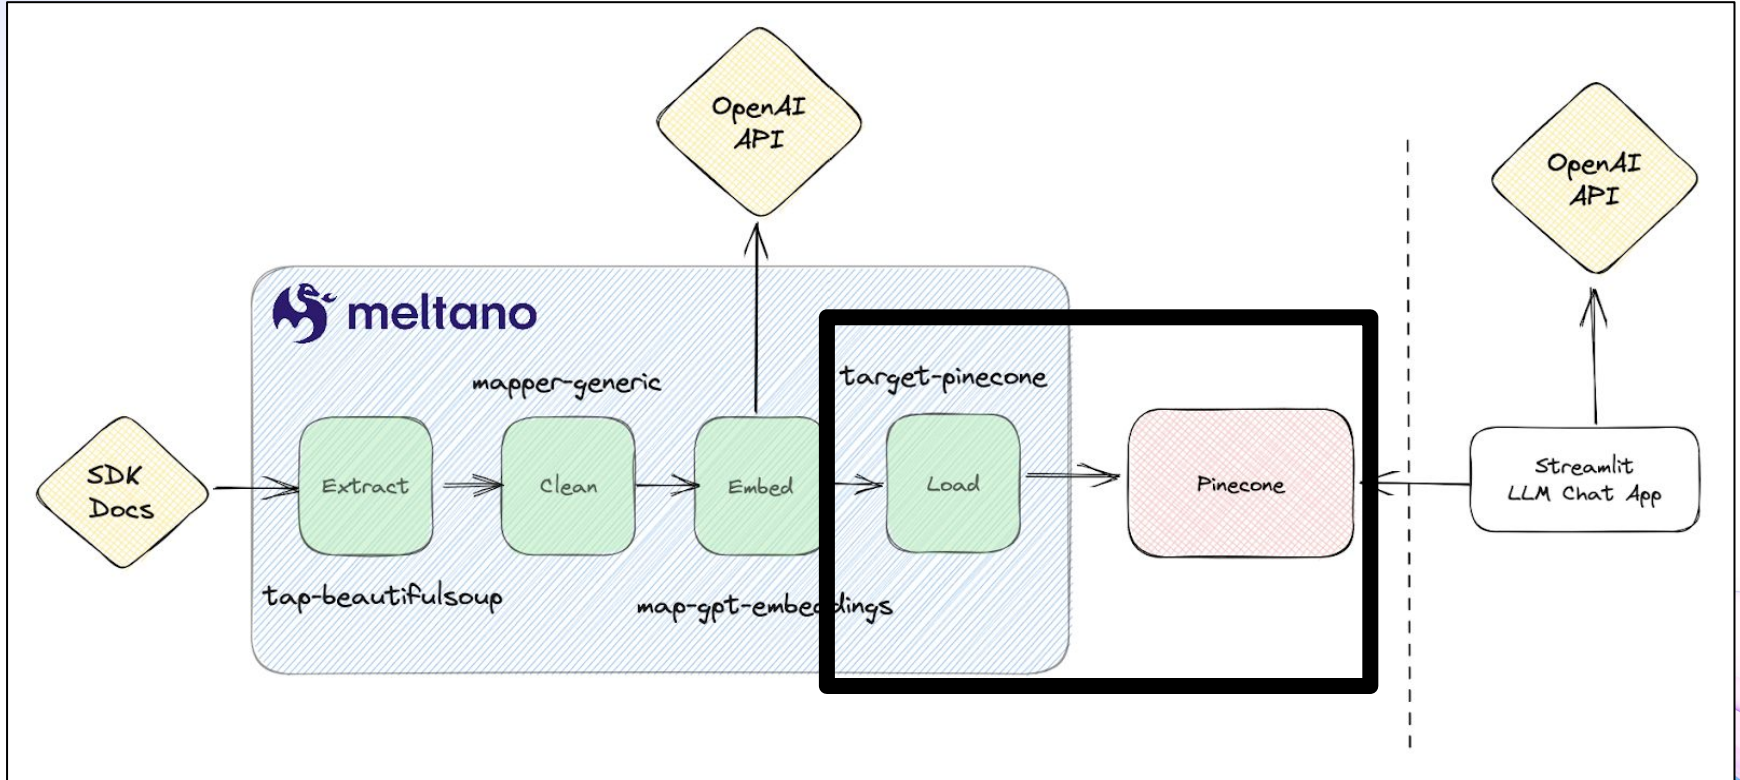 OpenAI
API
OpenAI
API
meltano
target-pinecone
mapper-generic
SDK
Docs
Extract
Clean
Embed
Load
Pinecone
Streamlit
LLM Chat App
tap-beautifulsoup
map-gpt-embeddings